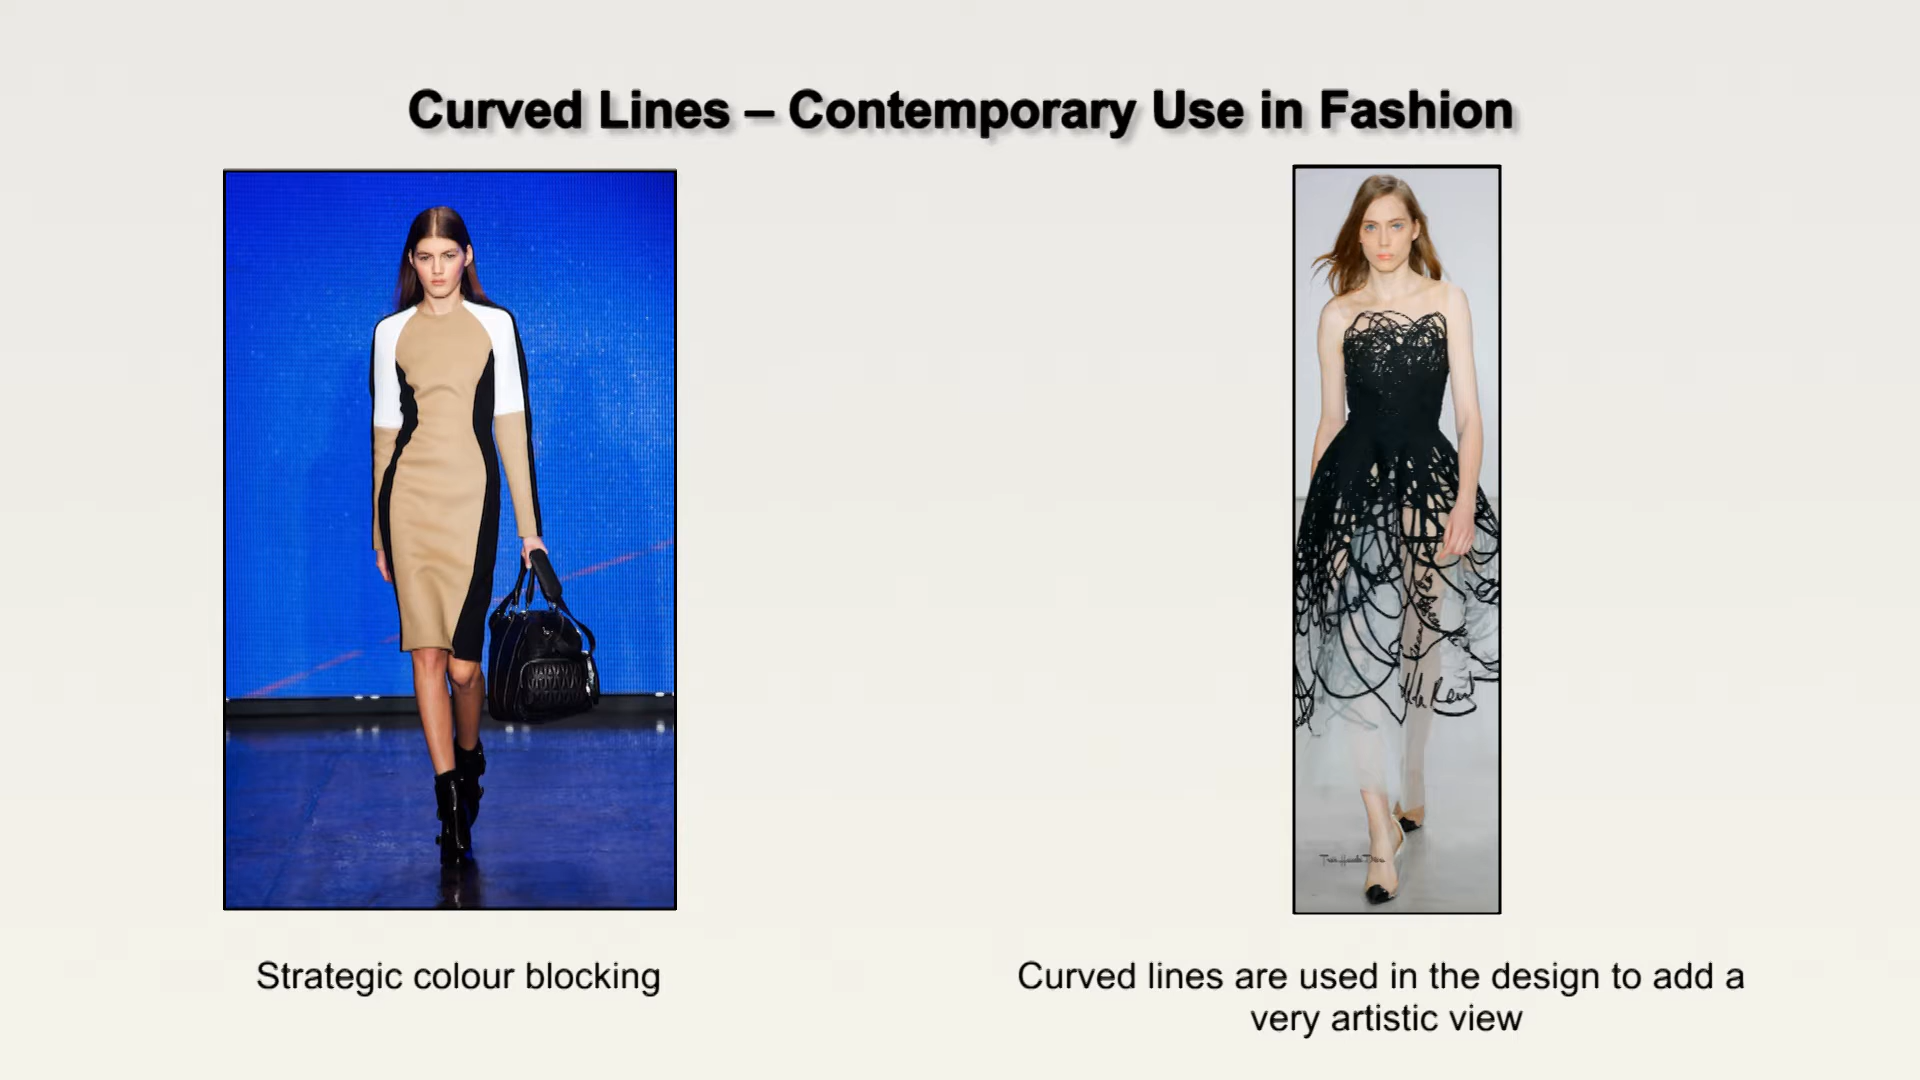 Curved Lines – Contemporary Use in Fashion
Strategic colour blocking
Curved lines are used in the design to add a
very artistic view